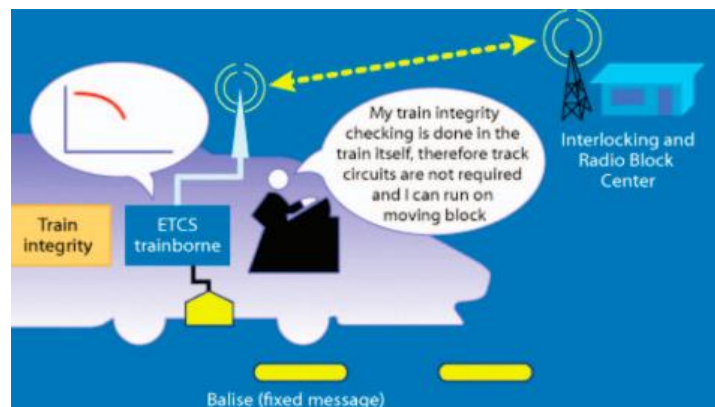 My train integrity
checking is done in the
train itself, therefore track
circuits are not required
and I can run on
moving block
Interlocking and
Radio Block
Center
Train
integrity
ETCS
trainborne
Balise (fixed message)